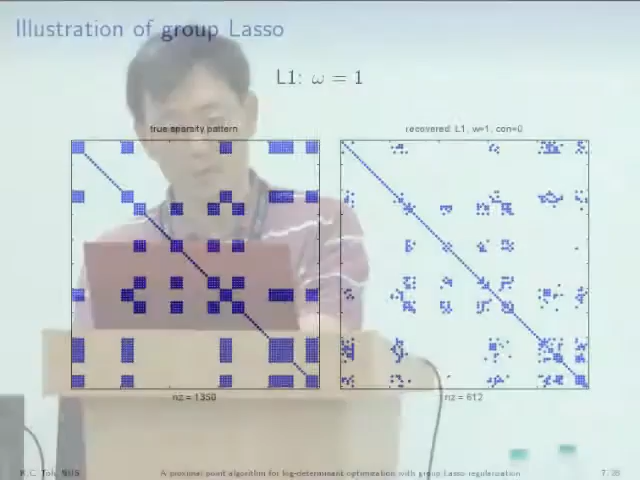 Illustration of group Lasso
L1: ω = 1
true sparsity pattern
recovered: L1, w=1, con=0
nz = 1350
nz = 612
K.C. Toh, NUS
A proximal point algorithm for log-determinant optimization with group Lasso regularization